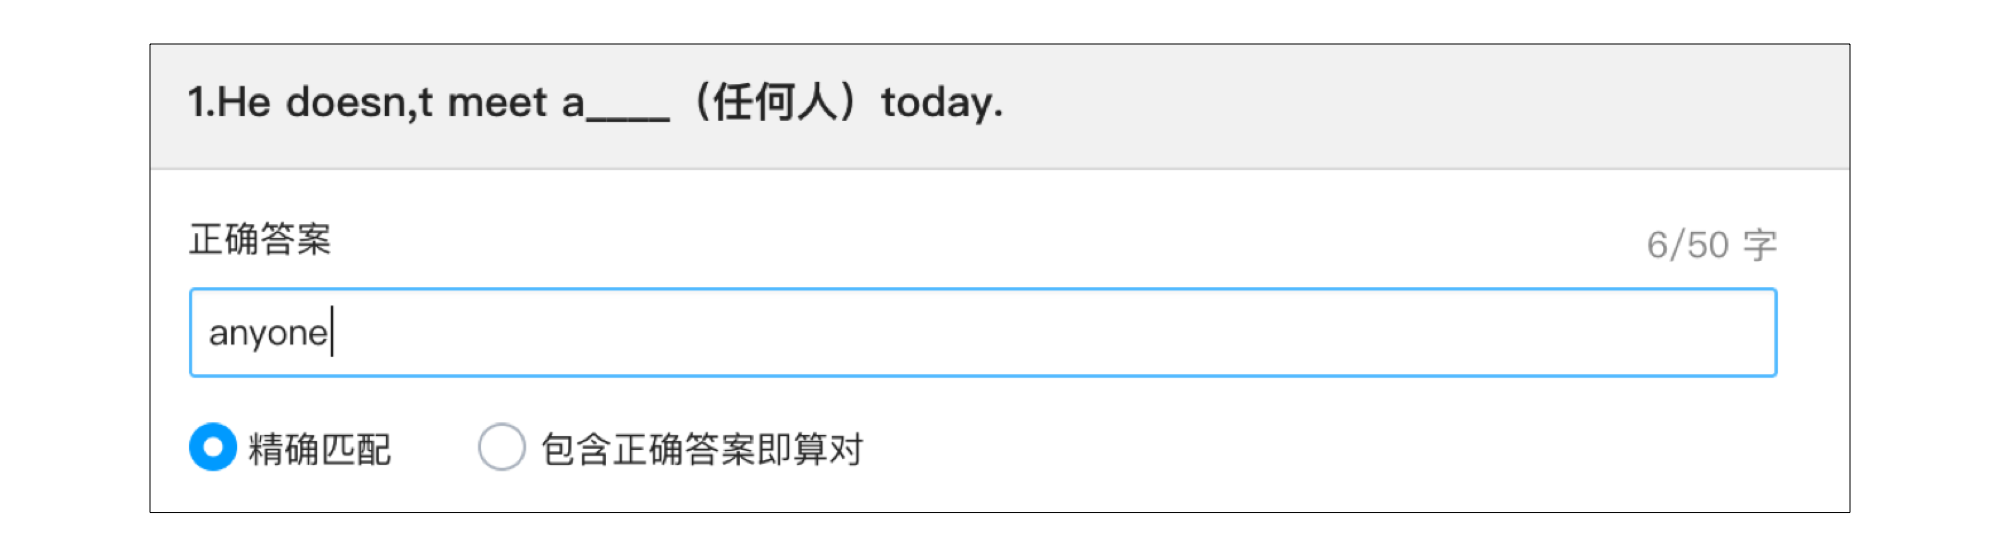 1.He doesn,t meet a____（任何人）today.
正确答案
6/50 字
anyone
精确匹配
包含正确答案即算对